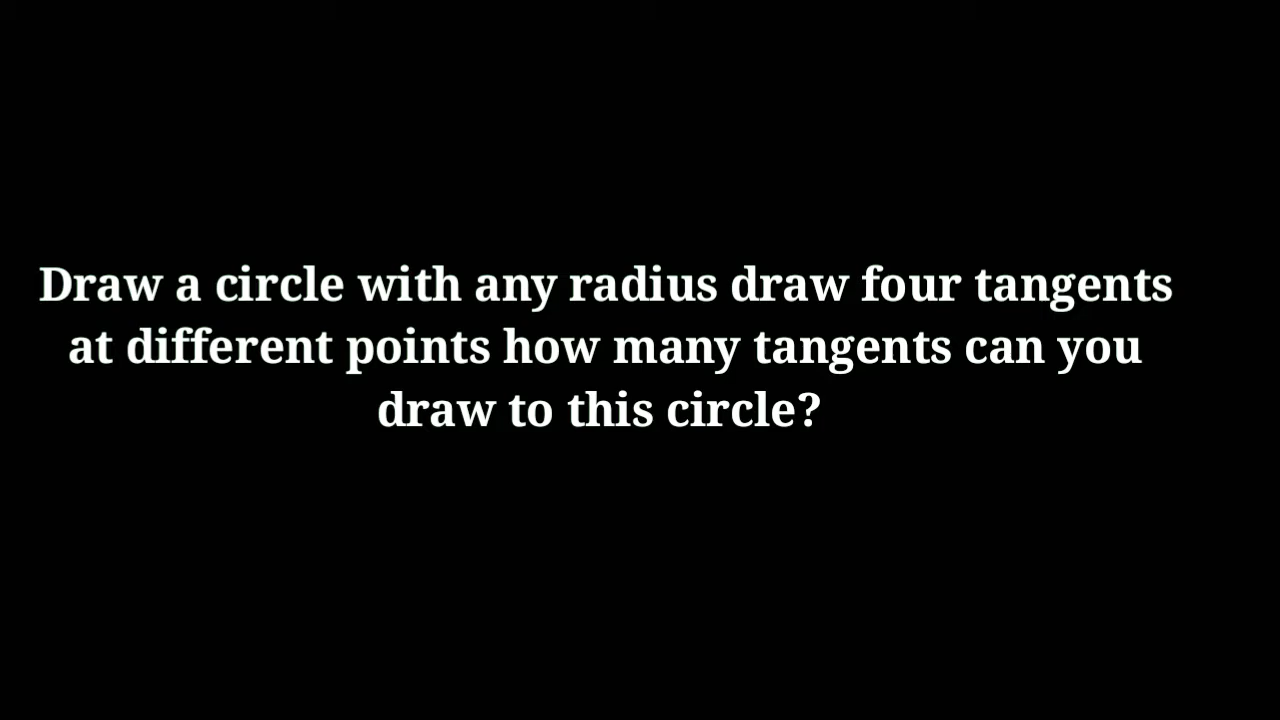 Draw a circle with any radius draw four tangents
at different points how many tangents can you
draw to this circle?